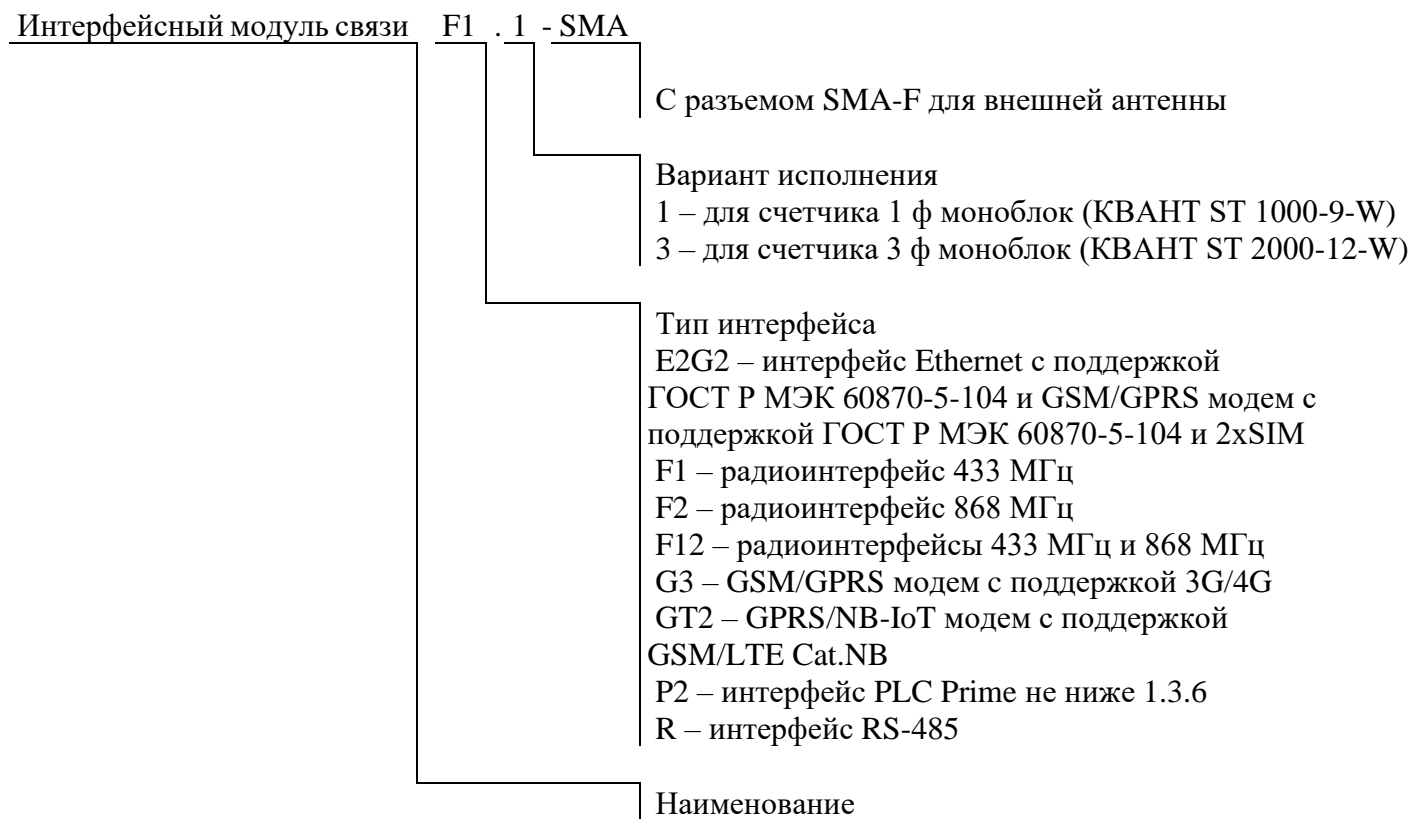 Интерфейсный модуль связи F1 . 1 - SMA
С разъемом SMA-F для внешней антенны
Вариант исполнения
1 – для счетчика 1 ф моноблок (КВАНТ ST 1000-9-W)
3 – для счетчика 3 ф моноблок (КВАНТ ST 2000-12-W)
Тип интерфейса
E2G2 – интерфейс Ethernet с поддержкой
ГОСТ Р МЭК 60870-5-104 и GSM/GPRS модем с
поддержкой ГОСТ Р МЭК 60870-5-104 и 2xSIM
F1 – радиоинтерфейс 433 МГц
F2 – радиоинтерфейс 868 МГц
F12 – радиоинтерфейсы 433 МГц и 868 МГц
G3 – GSM/GPRS модем с поддержкой 3G/4G
GT2 – GPRS/NB-IoT модем с поддержкой
GSM/LTE Cat.NB
P2 – интерфейс PLC Prime не ниже 1.3.6
R – интерфейс RS-485
Наименование